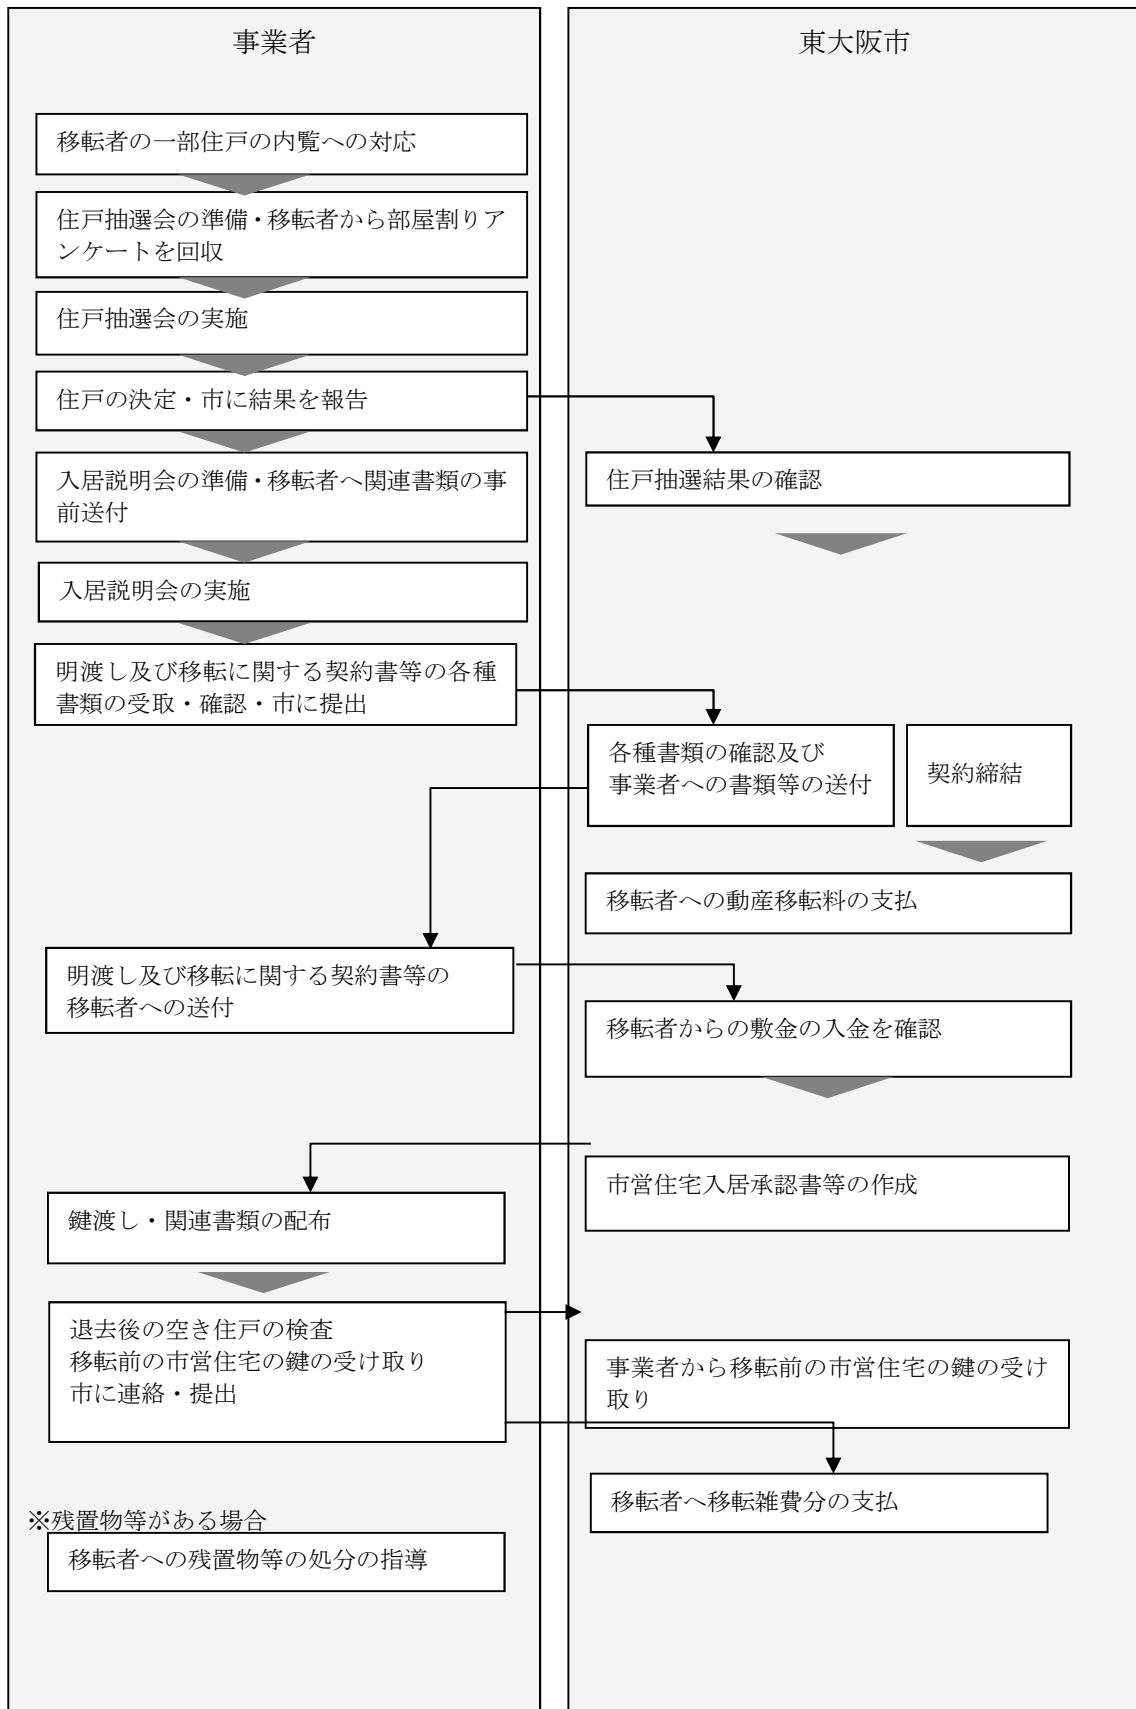 事業者
移転者の一部住戸の内覧への対応
住戸抽選会の準備・移転者から部屋割りア
ンケートを回収
住戸抽選会の実施
住戸の決定・市に結果を報告
入居説明会の準備・移転者へ関連書類の事
前送付
入居説明会の実施
明渡し及び移転に関する契約書等の各種
書類の受取・確認・市に提出
明渡し及び移転に関する契約書等の
移転者への送付
鍵渡し・関連書類の配布
退去後の空き住戸の検査
移転前の市営住宅の鍵の受け取り
市に連絡・提出
※残置物等がある場合
移転者への残置物等の処分の指導
東大阪市
住戸抽選結果の確認
各種書類の確認及び
事業者への書類等の送付
契約締結
移転者への動産移転料の支払
移転者からの敷金の入金を確認
市営住宅入居承認書等の作成
事業者から移転前の市営住宅の鍵の受け
取り
移転者へ移転雑費分の支払